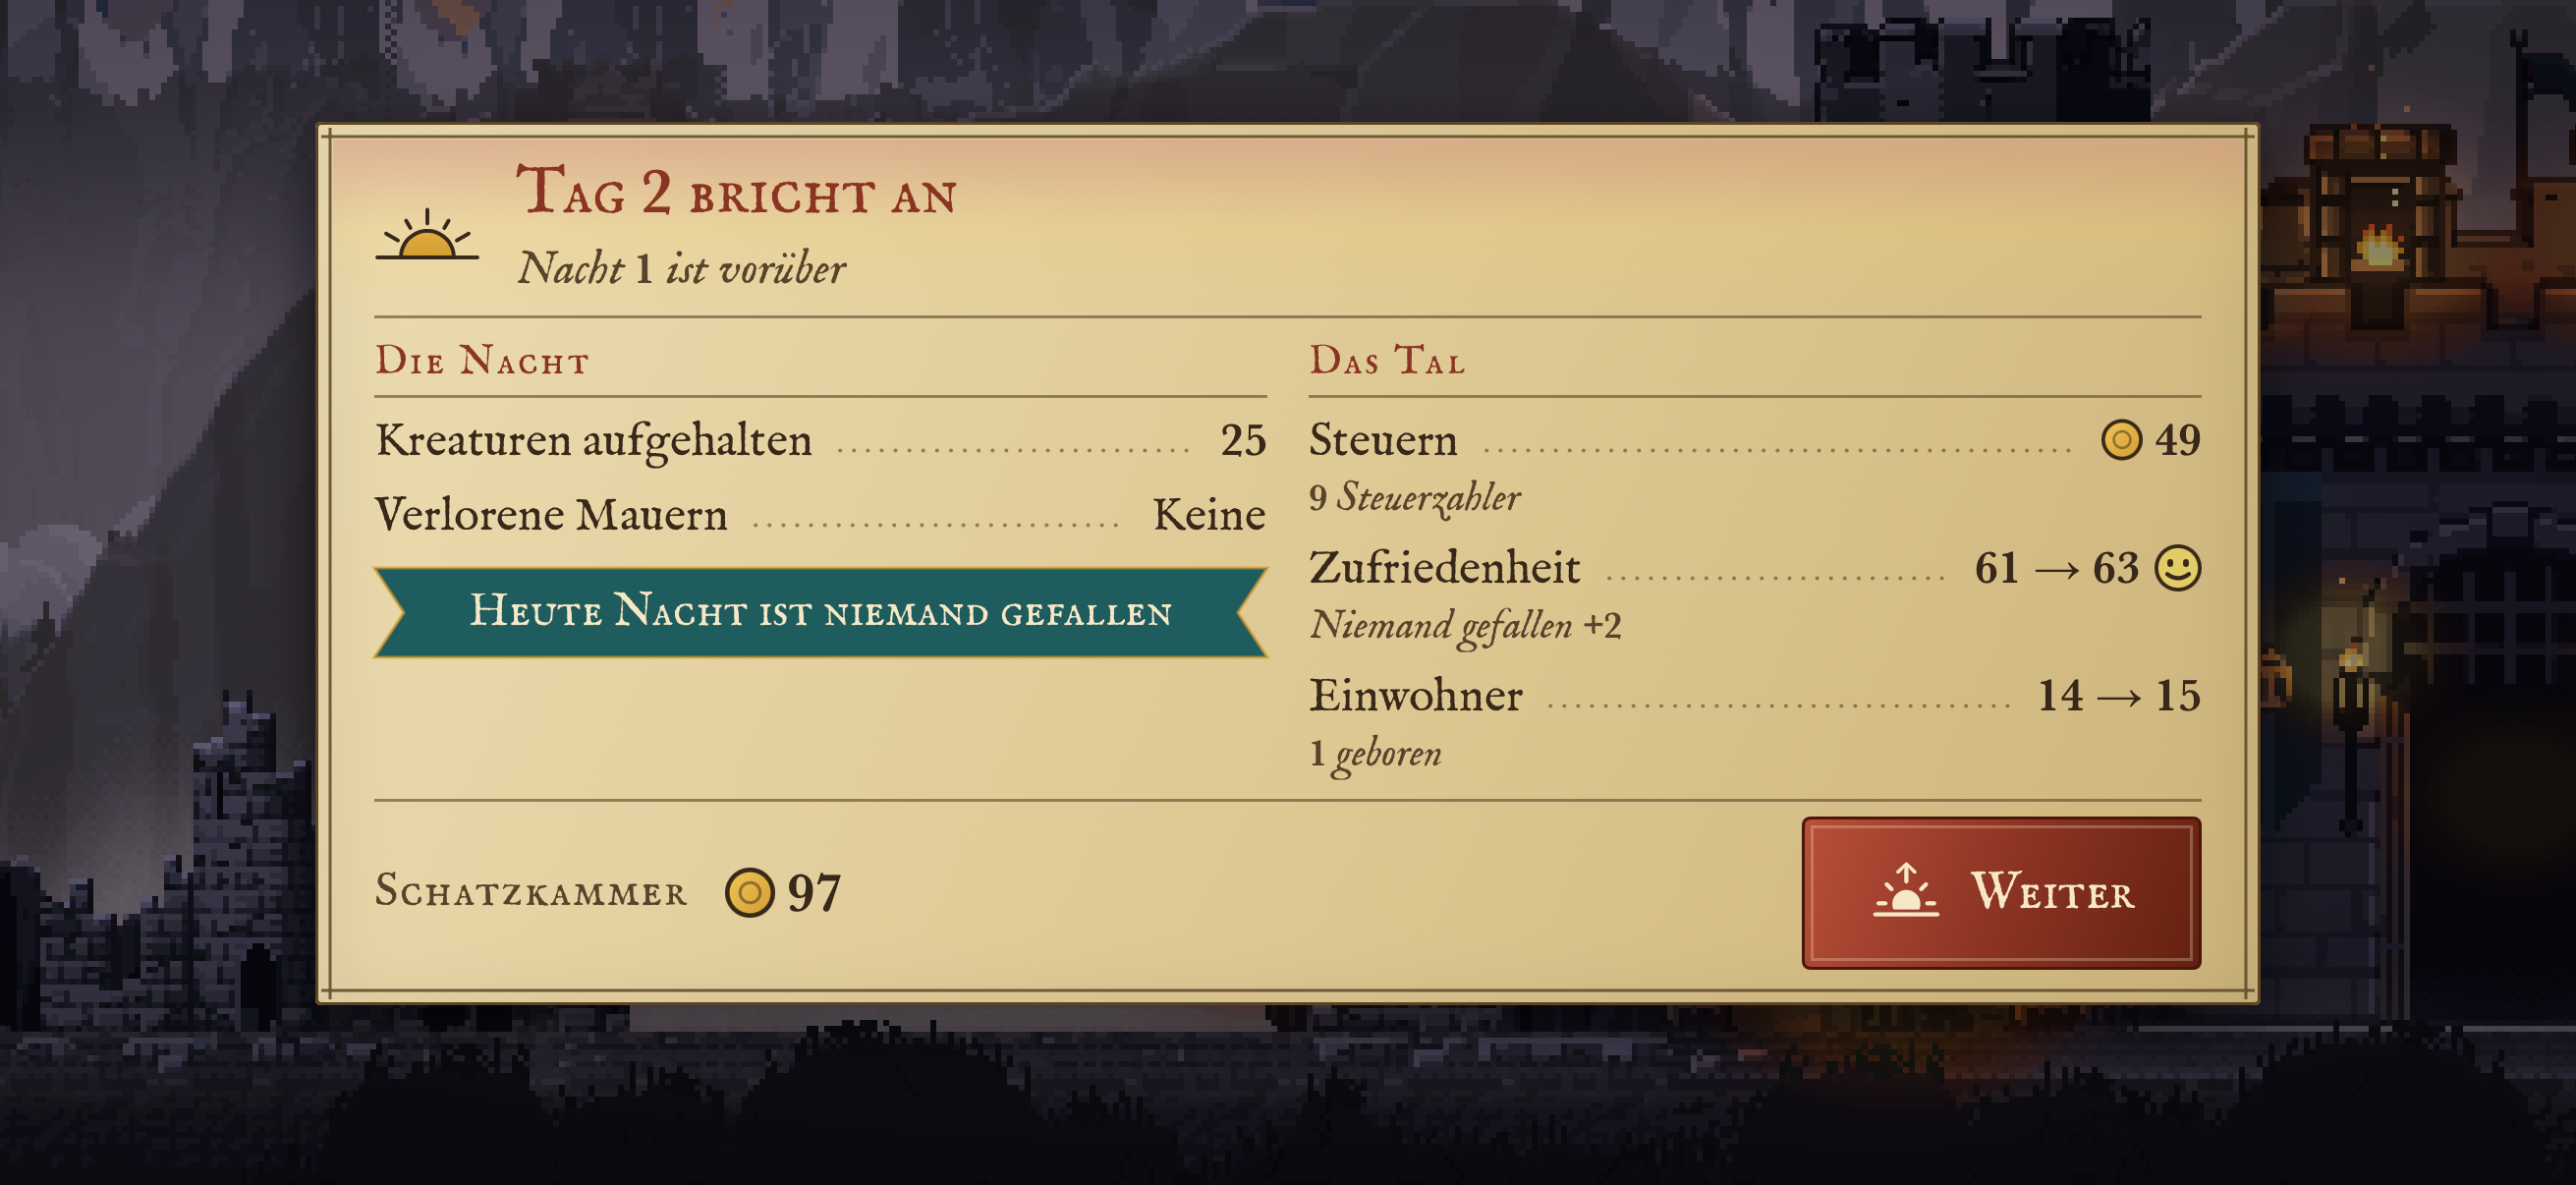 Tag 2 bricht an
Nacht 1 ist vorüber
Die Nacht
Kreaturen aufgehalten 25
Verlorene Mauern Keine
Heute Nacht ist niemand gefallen
Das Tal
Steuern 49
9 Steuerzahler
Zufriedenheit 61 → 63
Niemand gefallen +2
Einwohner 14 → 15
1 geboren
Schatzkammer 97
Weiter